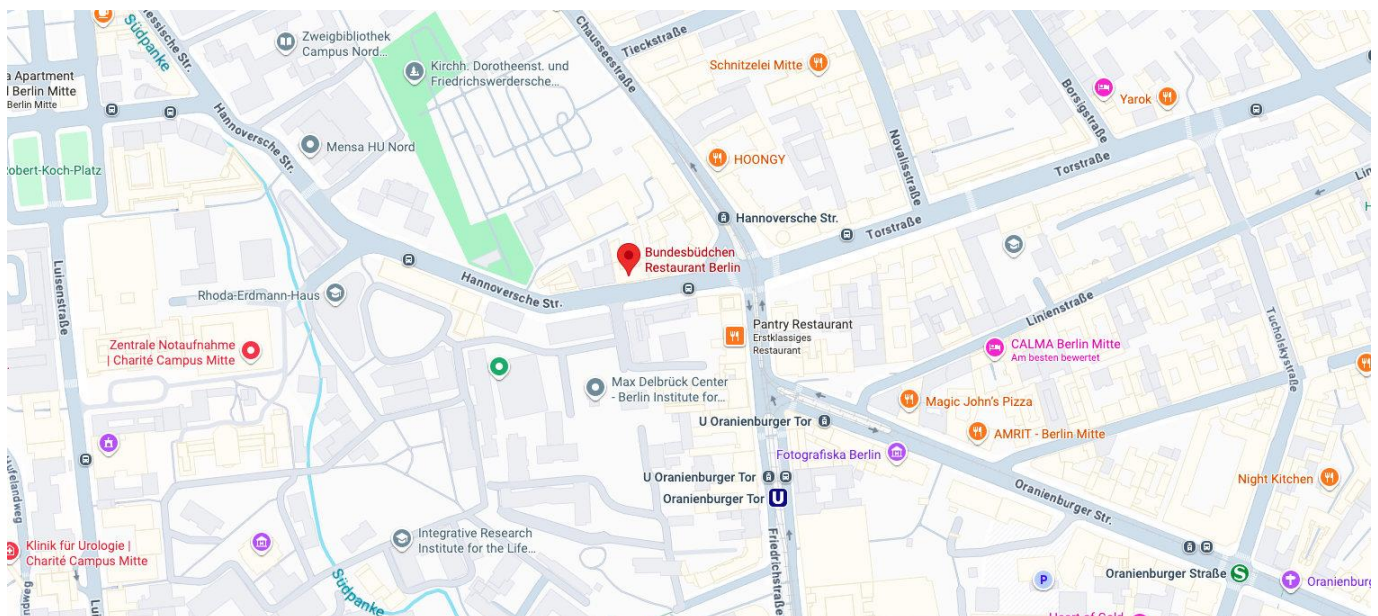 Südpanke
essische Str.
Zweigbibliothek
Campus Nord...
Kirchh. Dorotheenst. und
Friedrichswerdersche...
Chausseestraße
Tieckstraße
Schnitzelei Mitte
Borsigstraße
Yarok
a Apartment
l Berlin Mitte
Berlin Mitte
Mensa HU Nord
HOONGY
Novalisstraße
Torstraße
Hannoversche Str.
obert-Koch-Platz
Hannoversche Str.
Torstraße
Bundesbüdchen
Restaurant Berlin
Luisenstraße
Rhoda-Erdmann-Haus
Hannoversche Str.
Linienstraße
Tucholskystraße
Pantry Restaurant
Erstklassiges
Restaurant
Zentrale Notaufnahme
| Charité Campus Mitte
CALMA Berlin Mitte
Am besten bewertet
Max Delbrück Center
- Berlin Institute for...
Magic John's Pizza
U Oranienburger Tor
AMRIT - Berlin Mitte
Fotografiska Berlin
U Oranienburger Tor
Oranienburger Tor
U
Night Kitchen
Oranienburger Str.
Hufelandweg
Integrative Research
Institute for the Life...
Friedrichstraße
Klinik für Urologie |
Charité Campus Mitte
Südpanke
P
Oranienburger Straße
S
Oranienburg